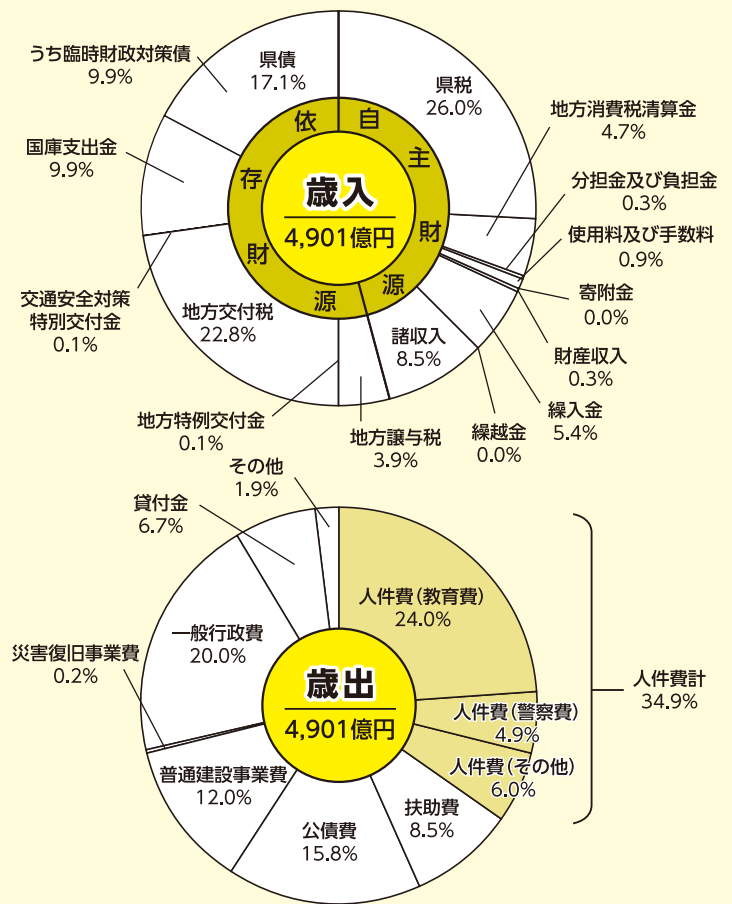 うち臨時財政対策債
9.9%
県債
17.1%
県税
26.0%
地方消費税清算金
4.7%
分担金及び負担金
0.3%
使用料及び手数料
0.9%
寄附金
0.0%
財産収入
0.3%
繰入金
5.4%
繰越金
0.0%
諸収入
8.5%
地方譲与税
3.9%
地方特例交付金
0.1%
地方交付税
22.8%
交通安全対策
特別交付金
0.1%
国庫支出金
9.9%
自主財源
依存財源
歳入
4,901億円
その他
1.9%
貸付金
6.7%
一般行政費
20.0%
災害復旧事業費
0.2%
普通建設事業費
12.0%
公債費
15.8%
扶助費
8.5%
人件費(その他)
6.0%
人件費(警察費)
4.9%
人件費(教育費)
24.0%
人件費計
34.9%
歳出
4,901億円